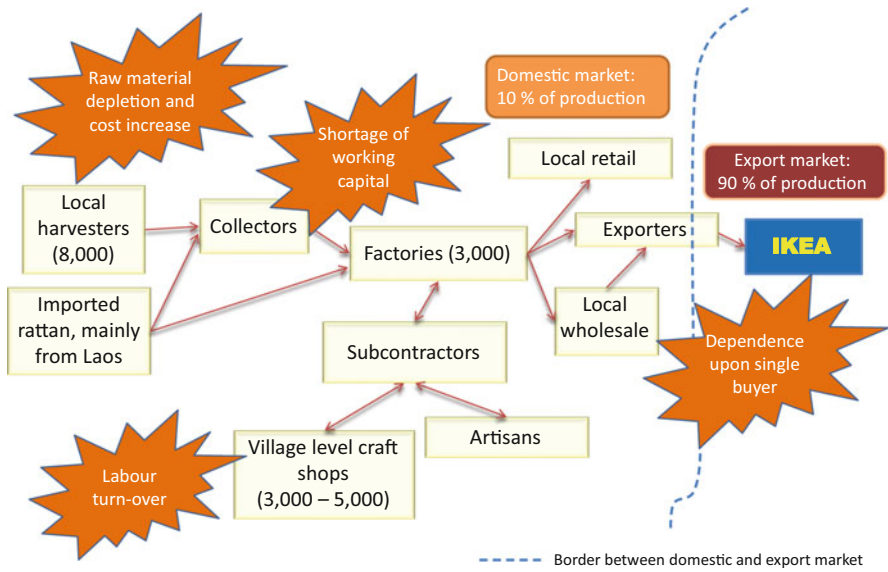 Raw material
depletion and
cost increase
Domestic market:
10 % of production
Shortage of
working
capital
Local retail
Export market:
90 % of production
Local
harvesters
(8,000)
Collectors
Factories (3,000)
Exporters
IKEA
Imported
rattan, mainly
from Laos
Local
wholesale
Subcontractors
Dependence
upon single
buyer
Village level craft
shops
(3,000 – 5,000)
Artisans
Labour
turn-over
Border between domestic and export market